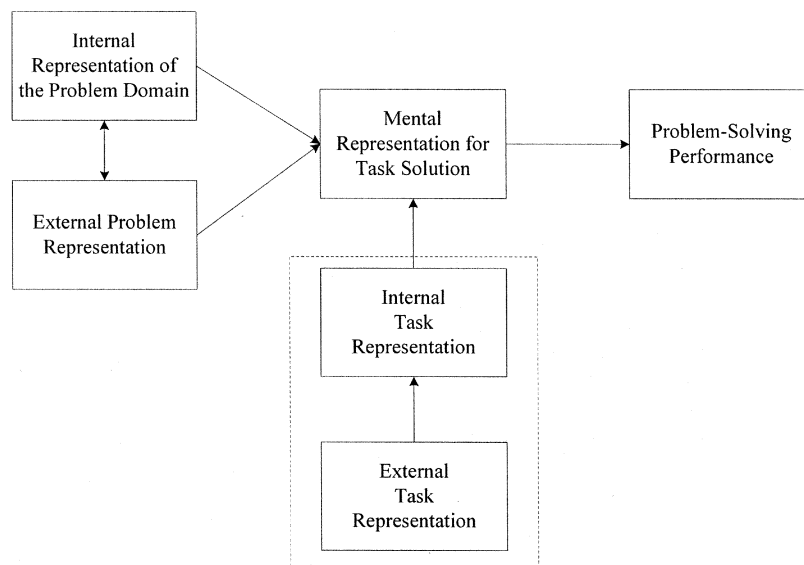 Internal
Representation of
the Problem Domain
External Problem
Representation
Mental
Representation for
Task Solution
Problem-Solving
Performance
Internal
Task
Representation
External
Task
Representation